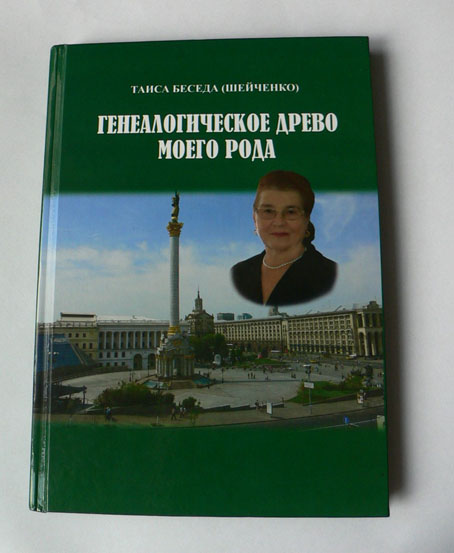 ТАИСА БЕСЕДА (ШЕЙЧЕНКО)
ГЕНЕАЛОГИЧЕСКОЕ ДРЕВО
МОЕГО РОДА